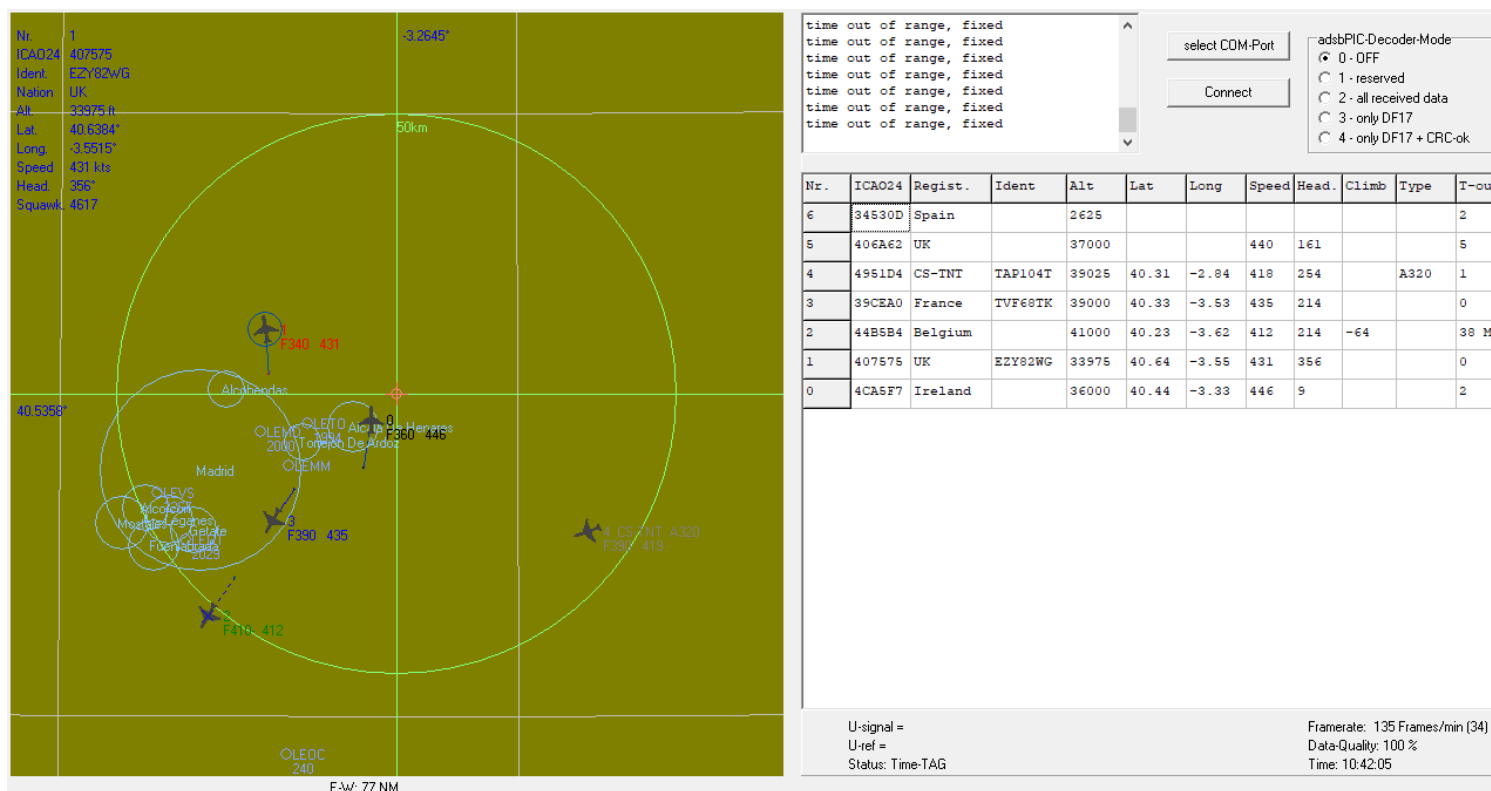 Nr. 1
ICAO24 407575
Ident. EZY82WG
Nation UK
Alt. 33975 ft
Lat. 40.6384°
Long. -3.5515°
Speed 431 kts
Head. 356°
Squawk 4617
-3.2645°
50km
1
F340 431
Alcobendas
40.5358°
0
F360 446
LETO
Alcala De Henares
LEMD
2000
Torrejon De Ardoz
LEMM
Madrid
LEVS
Alcorcon
Leganes
Getafe
Fuenlabrada
2029
3
F390 435
4 CS-TNT A320
F390 419
2
F410 412
LEOC
240
E-W: 77 NM
time out of range, fixed
time out of range, fixed
time out of range, fixed
time out of range, fixed
time out of range, fixed
time out of range, fixed
time out of range, fixed
select COM-Port
Connect
adsbPIC-Decoder-Mode
0 - OFF
1 - reserved
2 - all received data
3 - only DF17
4 - only DF17 + CRC-ok
Nr. ICAO24 Regist. Ident Alt Lat Long Speed Head. Climb Type T-ou
6 34530D Spain 2625 2
5 406A62 UK 37000 440 161 5
4 4951D4 CS-TNT TAP104T 39025 40.31 -2.84 418 254 A320 1
3 39CEA0 France TVF68TK 39000 40.33 -3.53 435 214 0
2 44B5B4 Belgium 41000 40.23 -3.62 412 214 -64 38 M
1 407575 UK EZY82WG 33975 40.64 -3.55 431 356 0
0 4CA5F7 Ireland 36000 40.44 -3.33 446 9 2
U-signal =
U-ref =
Status: Time-TAG
Framerate: 135 Frames/min (34)
Data-Quality: 100 %
Time: 10:42:05